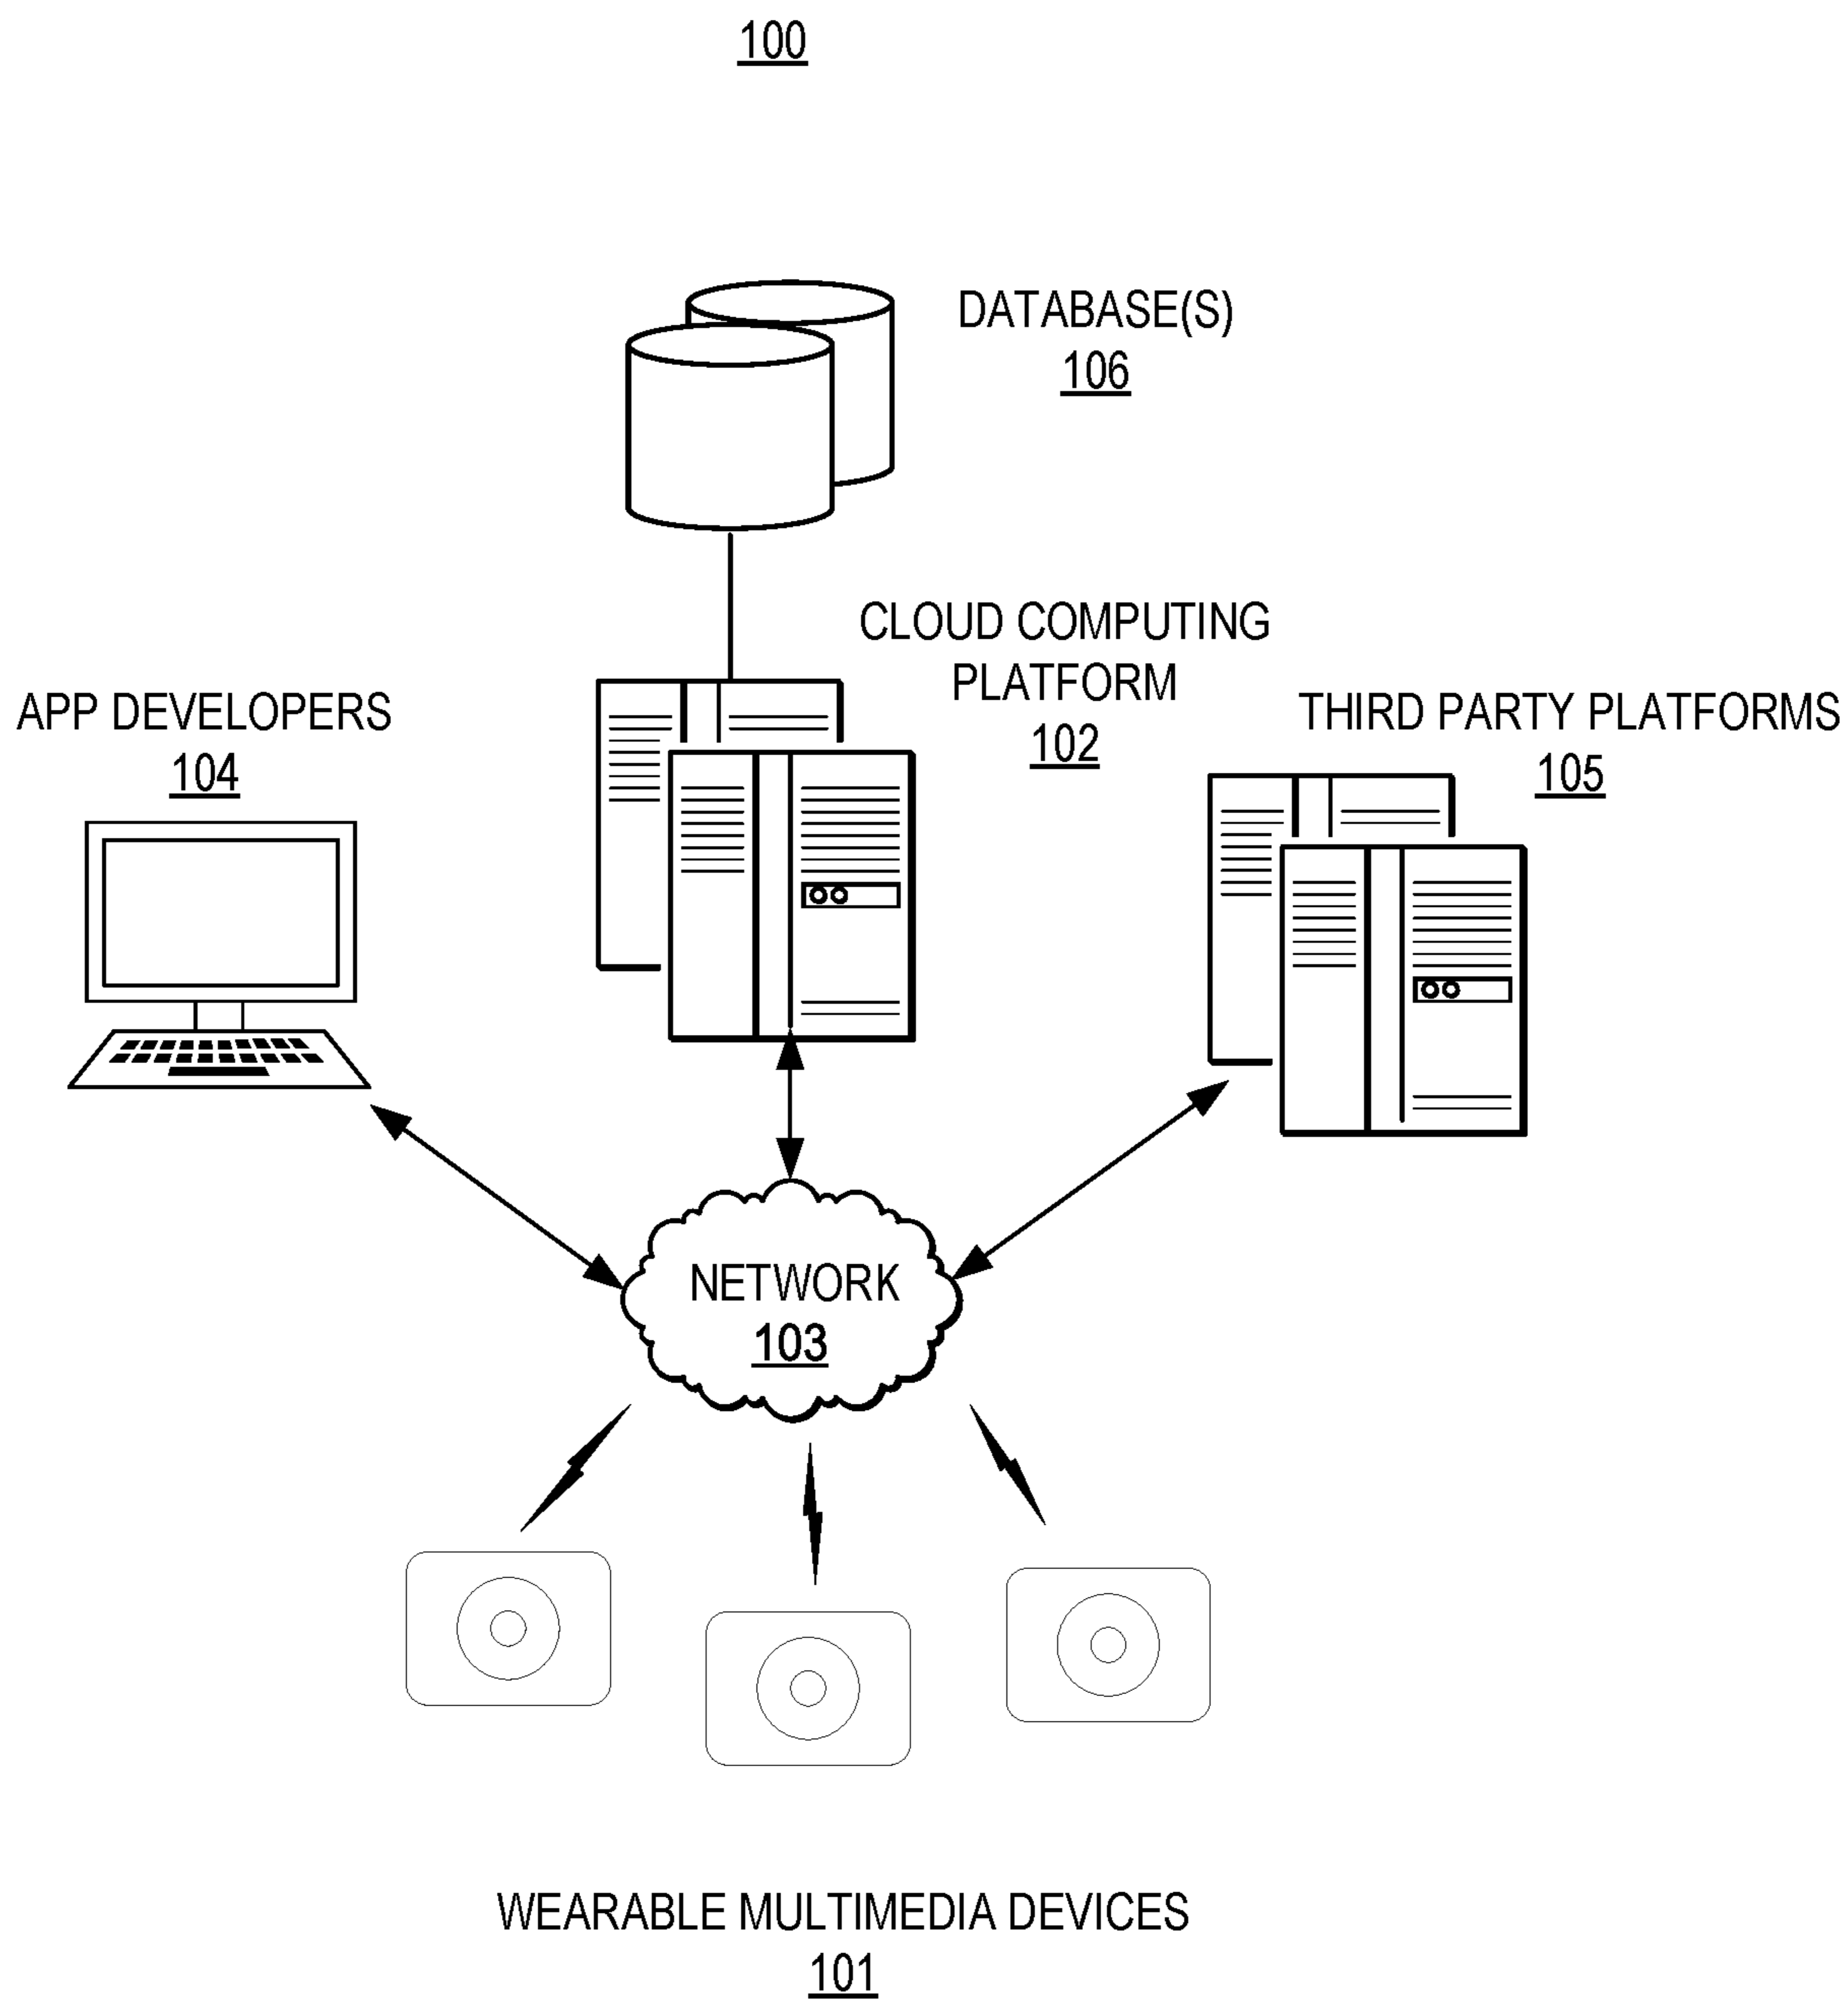 100
DATABASE(S)
106
CLOUD COMPUTING
PLATFORM
102
APP DEVELOPERS
104
THIRD PARTY PLATFORMS
105
NETWORK
103
WEARABLE MULTIMEDIA DEVICES
101